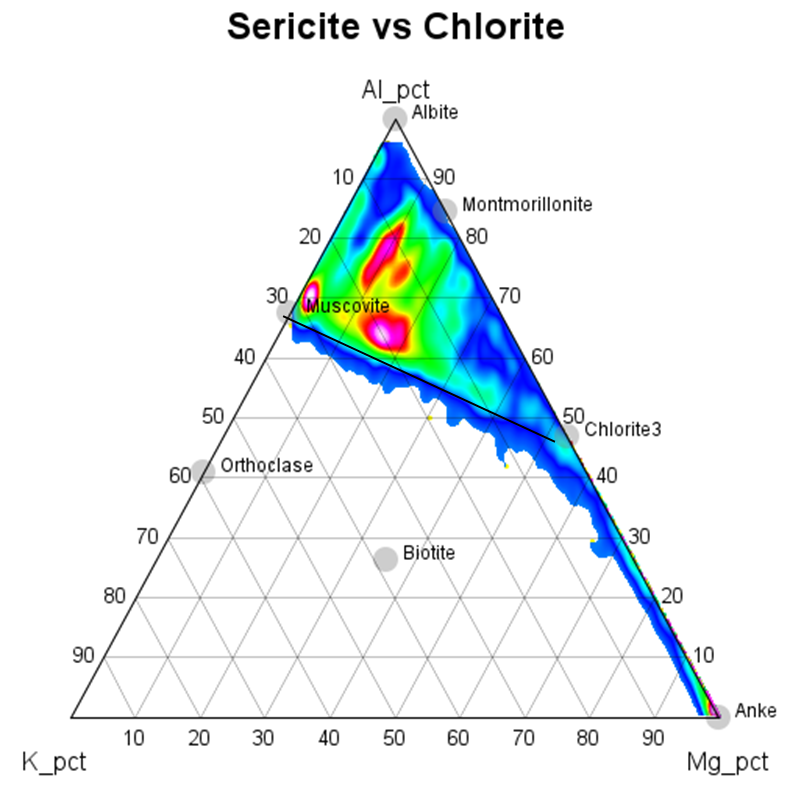 Sericite vs Chlorite
Al_pct
Albite
10 90
Montmorillonite
20 80
30 70
Muscovite
40 60
50 50
Chlorite3
60 40
Orthoclase
70 30
Biotite
80 20
90 10
Anke
10 20 30 40 50 60 70 80 90
K_pct Mg_pct